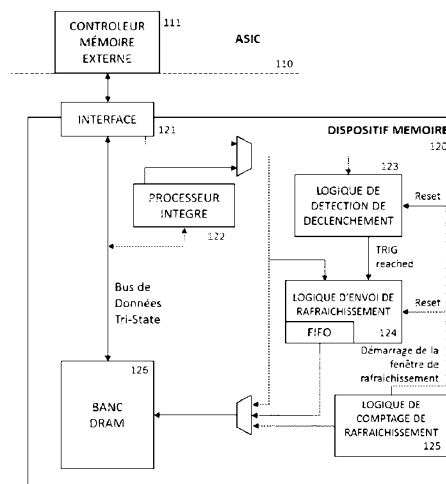 CONTROLEUR
MÉMOIRE
EXTERNE
111
ASIC
110
INTERFACE
121
DISPOSITIF MEMOIRE
120
123
LOGIQUE DE
DETECTION DE
DECLENCHEMENT
Reset
PROCESSEUR
INTEGRE
122
TRIG
reached
Bus de
Données
Tri-State
LOGIQUE D'ENVOI DE
RAFRAICHISSEMENT
FIFO
124
Reset
Démarrage de la
fenêtre de
rafraichissement
126
BANC
DRAM
LOGIQUE DE
COMPTAGE DE
RAFRAICHISSEMENT
125